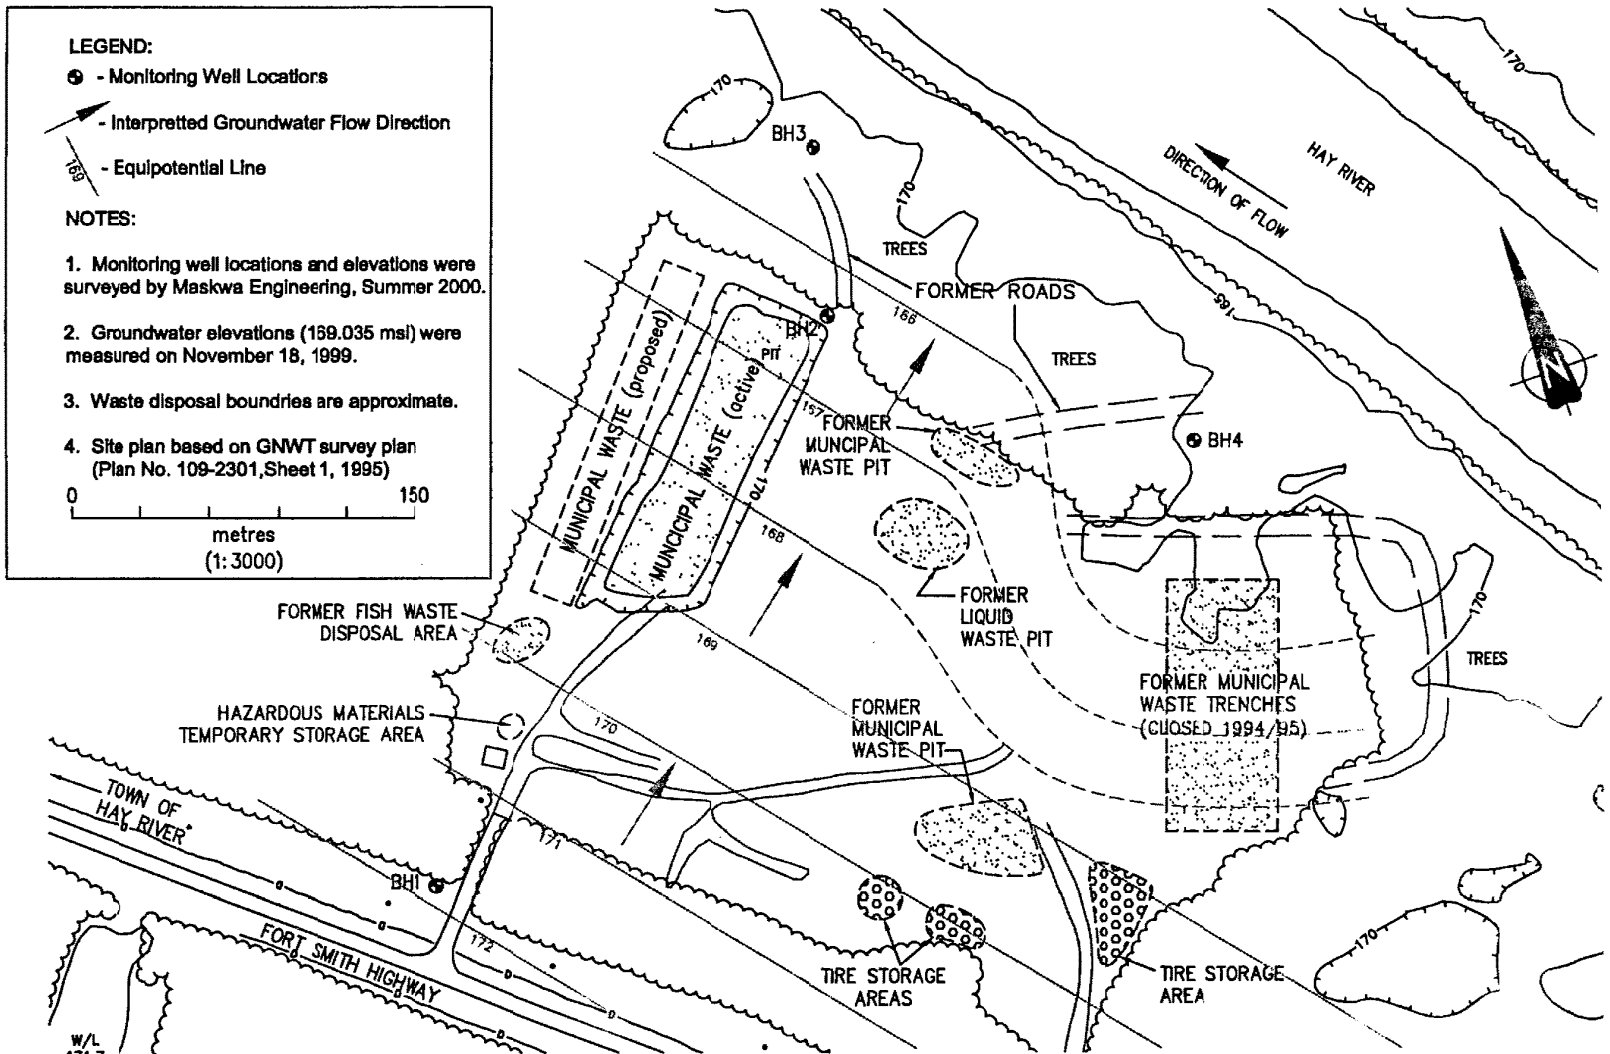 LEGEND:
- Monitoring Well Locations
- Interpretted Groundwater Flow Direction
169
- Equipotential Line
NOTES:
1. Monitoring well locations and elevations were
surveyed by Maskwa Engineering, Summer 2000.
2. Groundwater elevations (169.035 msl) were
measured on November 18, 1999.
3. Waste disposal boundries are approximate.
4. Site plan based on GNWT survey plan
(Plan No. 109-2301,Sheet 1, 1995)
0 150
metres
(1:3000)
170
BH3
170
TREES
FORMER ROADS
DIRECTION OF FLOW
HAY RIVER
170
165
N
166
TREES
BH2
PIT
MUNICIPAL WASTE (proposed)
MUNCICIPAL WASTE (active)
167
FORMER
MUNCIPAL
WASTE PIT
BH4
170
168
FORMER
LIQUID
WASTE PIT
FORMER FISH WASTE
DISPOSAL AREA
169
170
TREES
HAZARDOUS MATERIALS
TEMPORARY STORAGE AREA
170
FORMER
MUNICIPAL
WASTE PIT
FORMER MUNICIPAL
WASTE TRENCHES
(CLOSED 1994/95)
TOWN OF
HAY RIVER
171
BH1
172
FORT SMITH HIGHWAY
TIRE STORAGE
AREAS
TIRE STORAGE
AREA
170
W/L